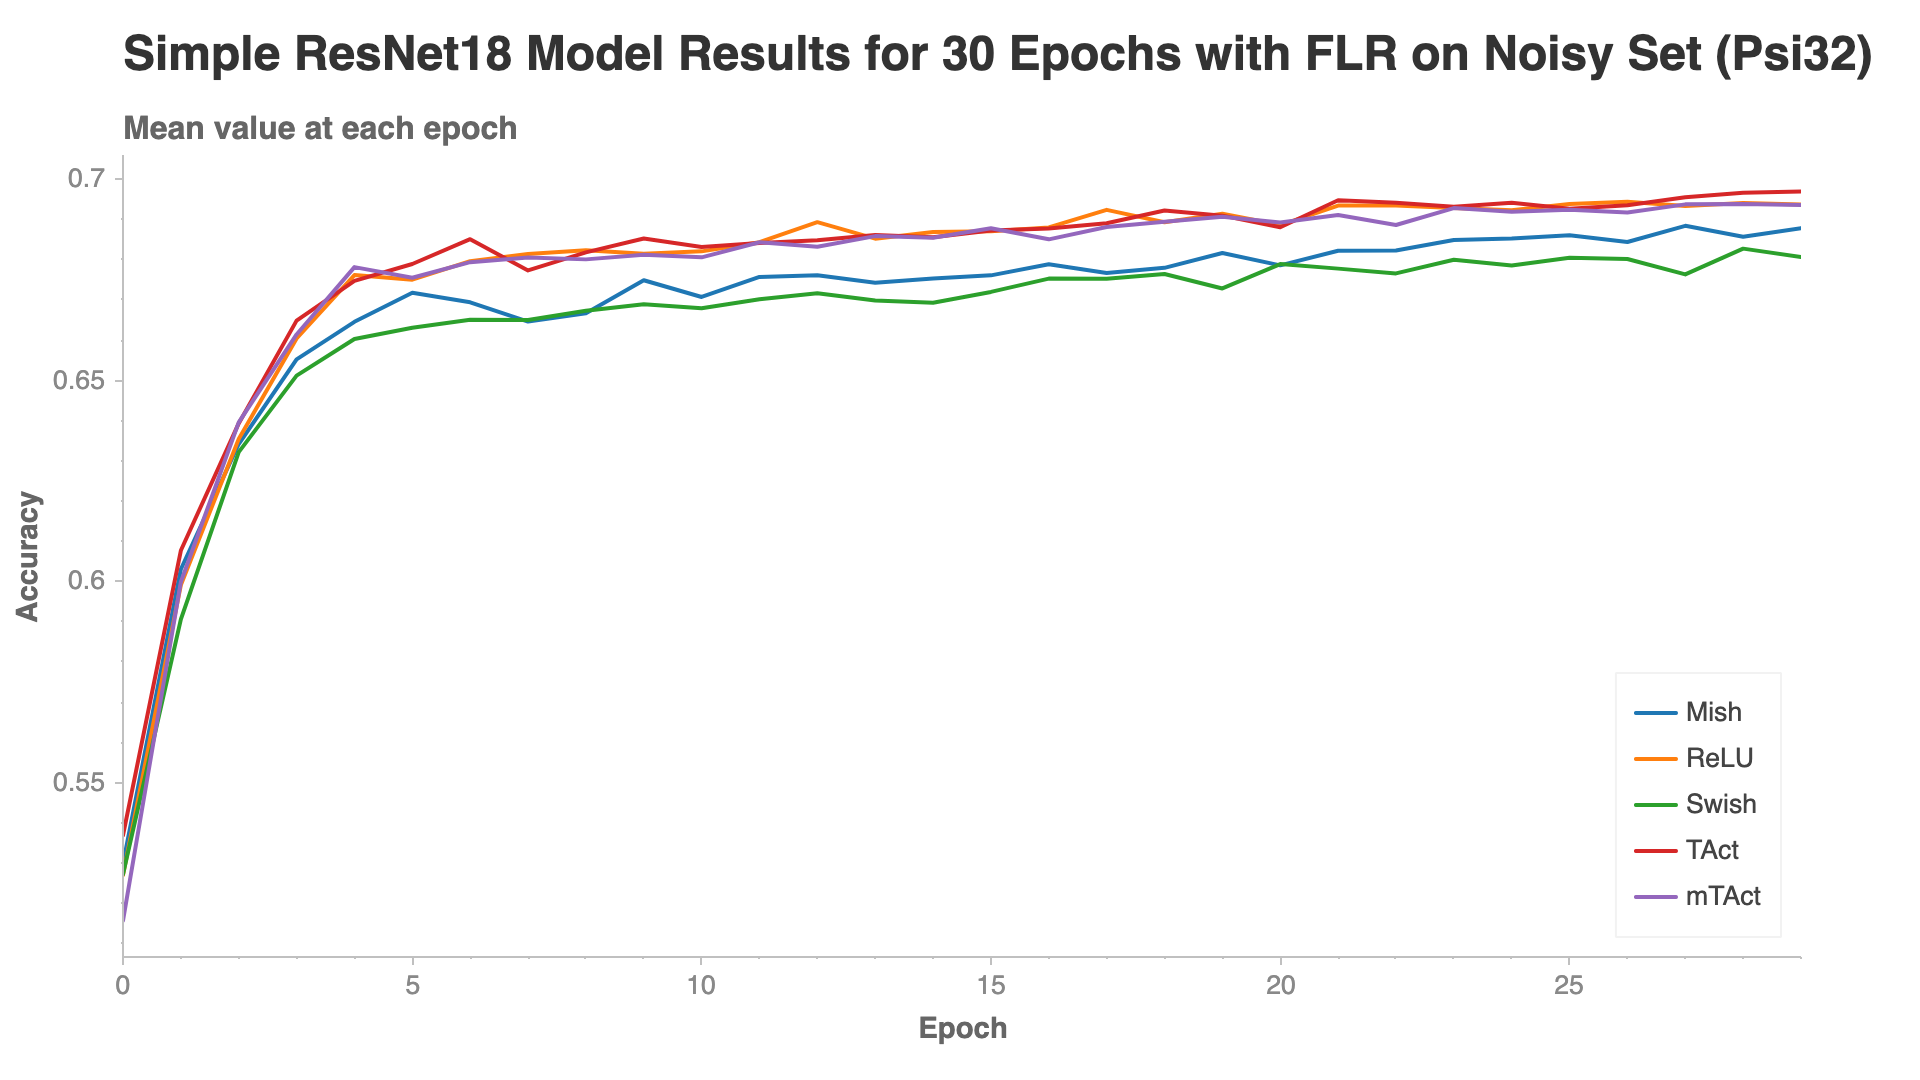 Simple ResNet18 Model Results for 30 Epochs with FLR on Noisy Set (Psi32)
Mean value at each epoch
0.7
0.65
0.6
0.55
Accuracy
Mish
ReLU
Swish
TAct
mTAct
0 5 10 15 20 25
Epoch